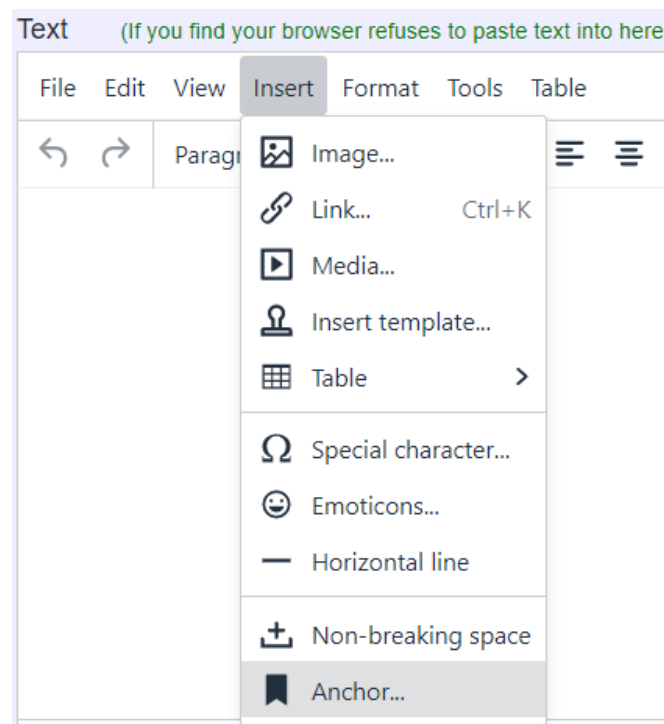 Text (If you find your browser refuses to paste text into here
File Edit View Insert Format Tools Table
Paragr
Image...
Link... Ctrl+K
Media...
Insert template...
Table
Special character...
Emoticons...
Horizontal line
Non-breaking space
Anchor...